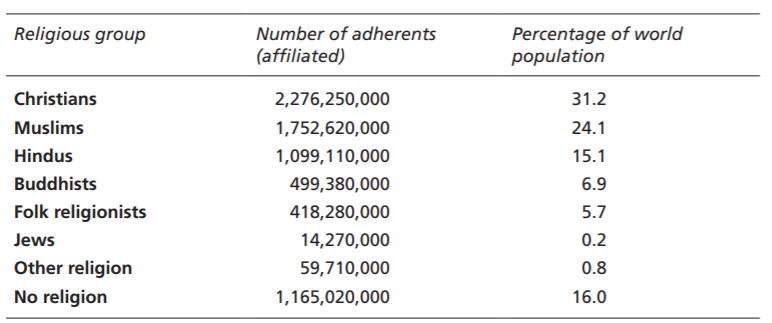 Religious group Number of adherents Percentage of world
(affiliated) population
Christians 2,276,250,000 31.2
Muslims 1,752,620,000 24.1
Hindus 1,099,110,000 15.1
Buddhists 499,380,000 6.9
Folk religionists 418,280,000 5.7
Jews 14,270,000 0.2
Other religion 59,710,000 0.8
No religion 1,165,020,000 16.0